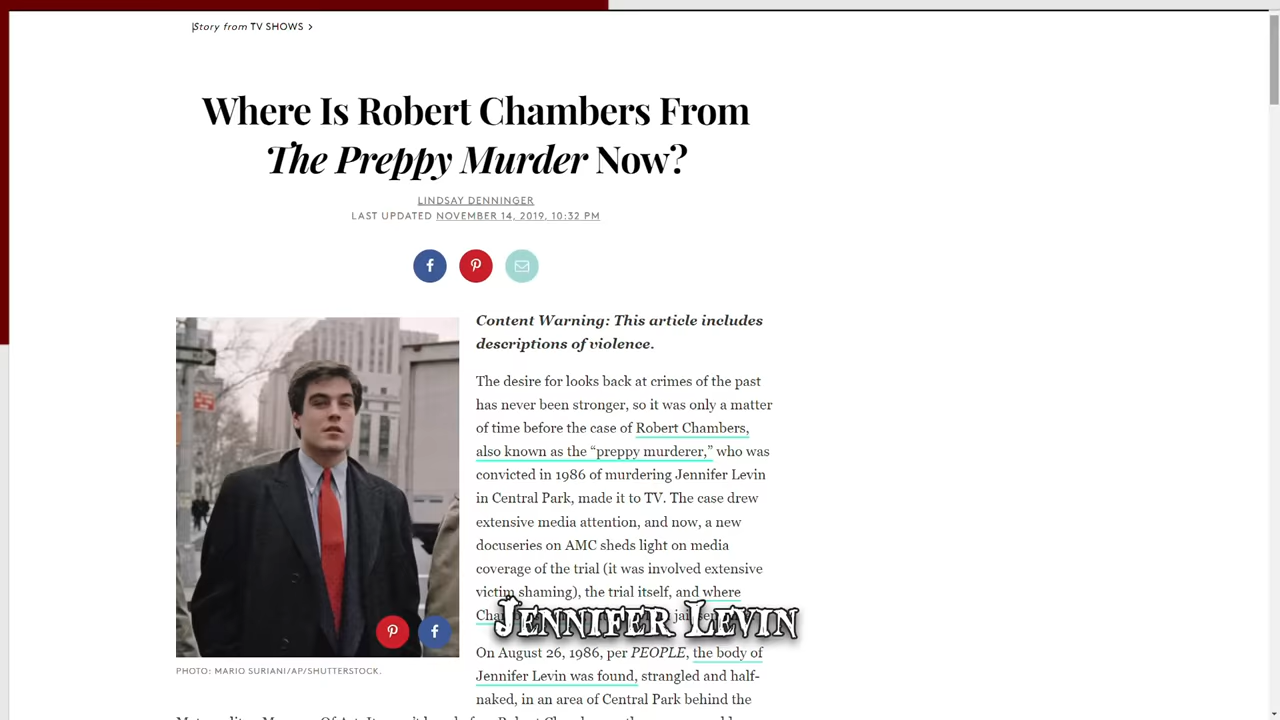 Story from TV SHOWS >
Where Is Robert Chambers From
The Preppy Murder Now?
LINDSAY DENNINGER
LAST UPDATED NOVEMBER 14, 2019, 10:32 PM
Content Warning: This article includes
descriptions of violence.
The desire for looks back at crimes of the past
has never been stronger, so it was only a matter
of time before the case of Robert Chambers,
also known as the “preppy murderer,” who was
convicted in 1986 of murdering Jennifer Levin
in Central Park, made it to TV. The case drew
extensive media attention, and now, a new
docuseries on AMC sheds light on media
coverage of the trial (it was involved extensive
victim shaming), the trial itself, and where
JENNIFER LEVIN
On August 26, 1986, per PEOPLE, the body of
Jennifer Levin was found, strangled and half-
naked, in an area of Central Park behind the
PHOTO: MARIO SURIANI/AP/SHUTTERSTOCK.